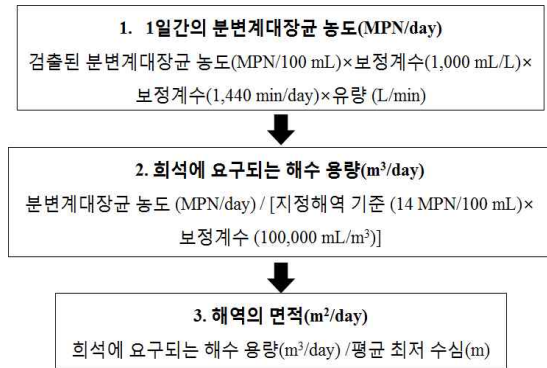 1. 1일간의 분변계대장균 농도(MPN/day)
검출된 분변계대장균 농도(MPN/100 mL)×보정계수(1,000 mL/L)×
보정계수(1,440 min/day)×유량 (L/min)
2. 희석에 요구되는 해수 용량(m³/day)
분변계대장균 농도 (MPN/day) / [지정해역 기준 (14 MPN/100 mL)×
보정계수 (100,000 mL/m³)]
3. 해역의 면적(m²/day)
희석에 요구되는 해수 용량(m³/day) /평균 최저 수심(m)